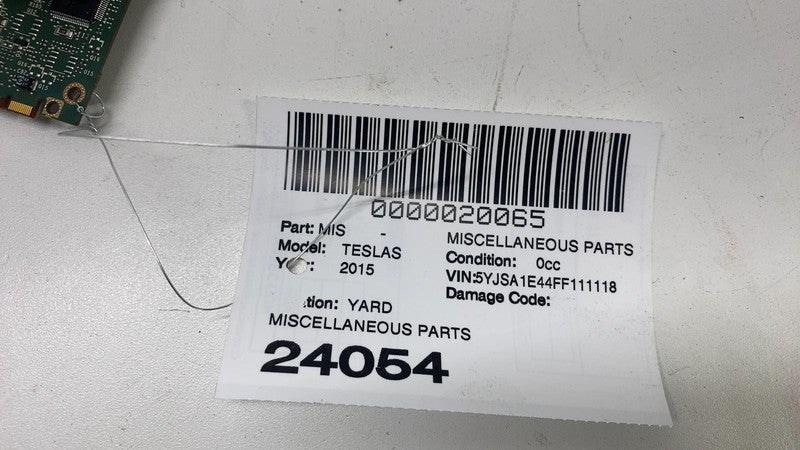 0000020065
Part: MIS -
MISCELLANEOUS PARTS
Model: TESLAS
Condition: 0cc
2015
VIN:5YJSA1E44FF111118
Damage Code:
YARD
MISCELLANEOUS PARTS
24054